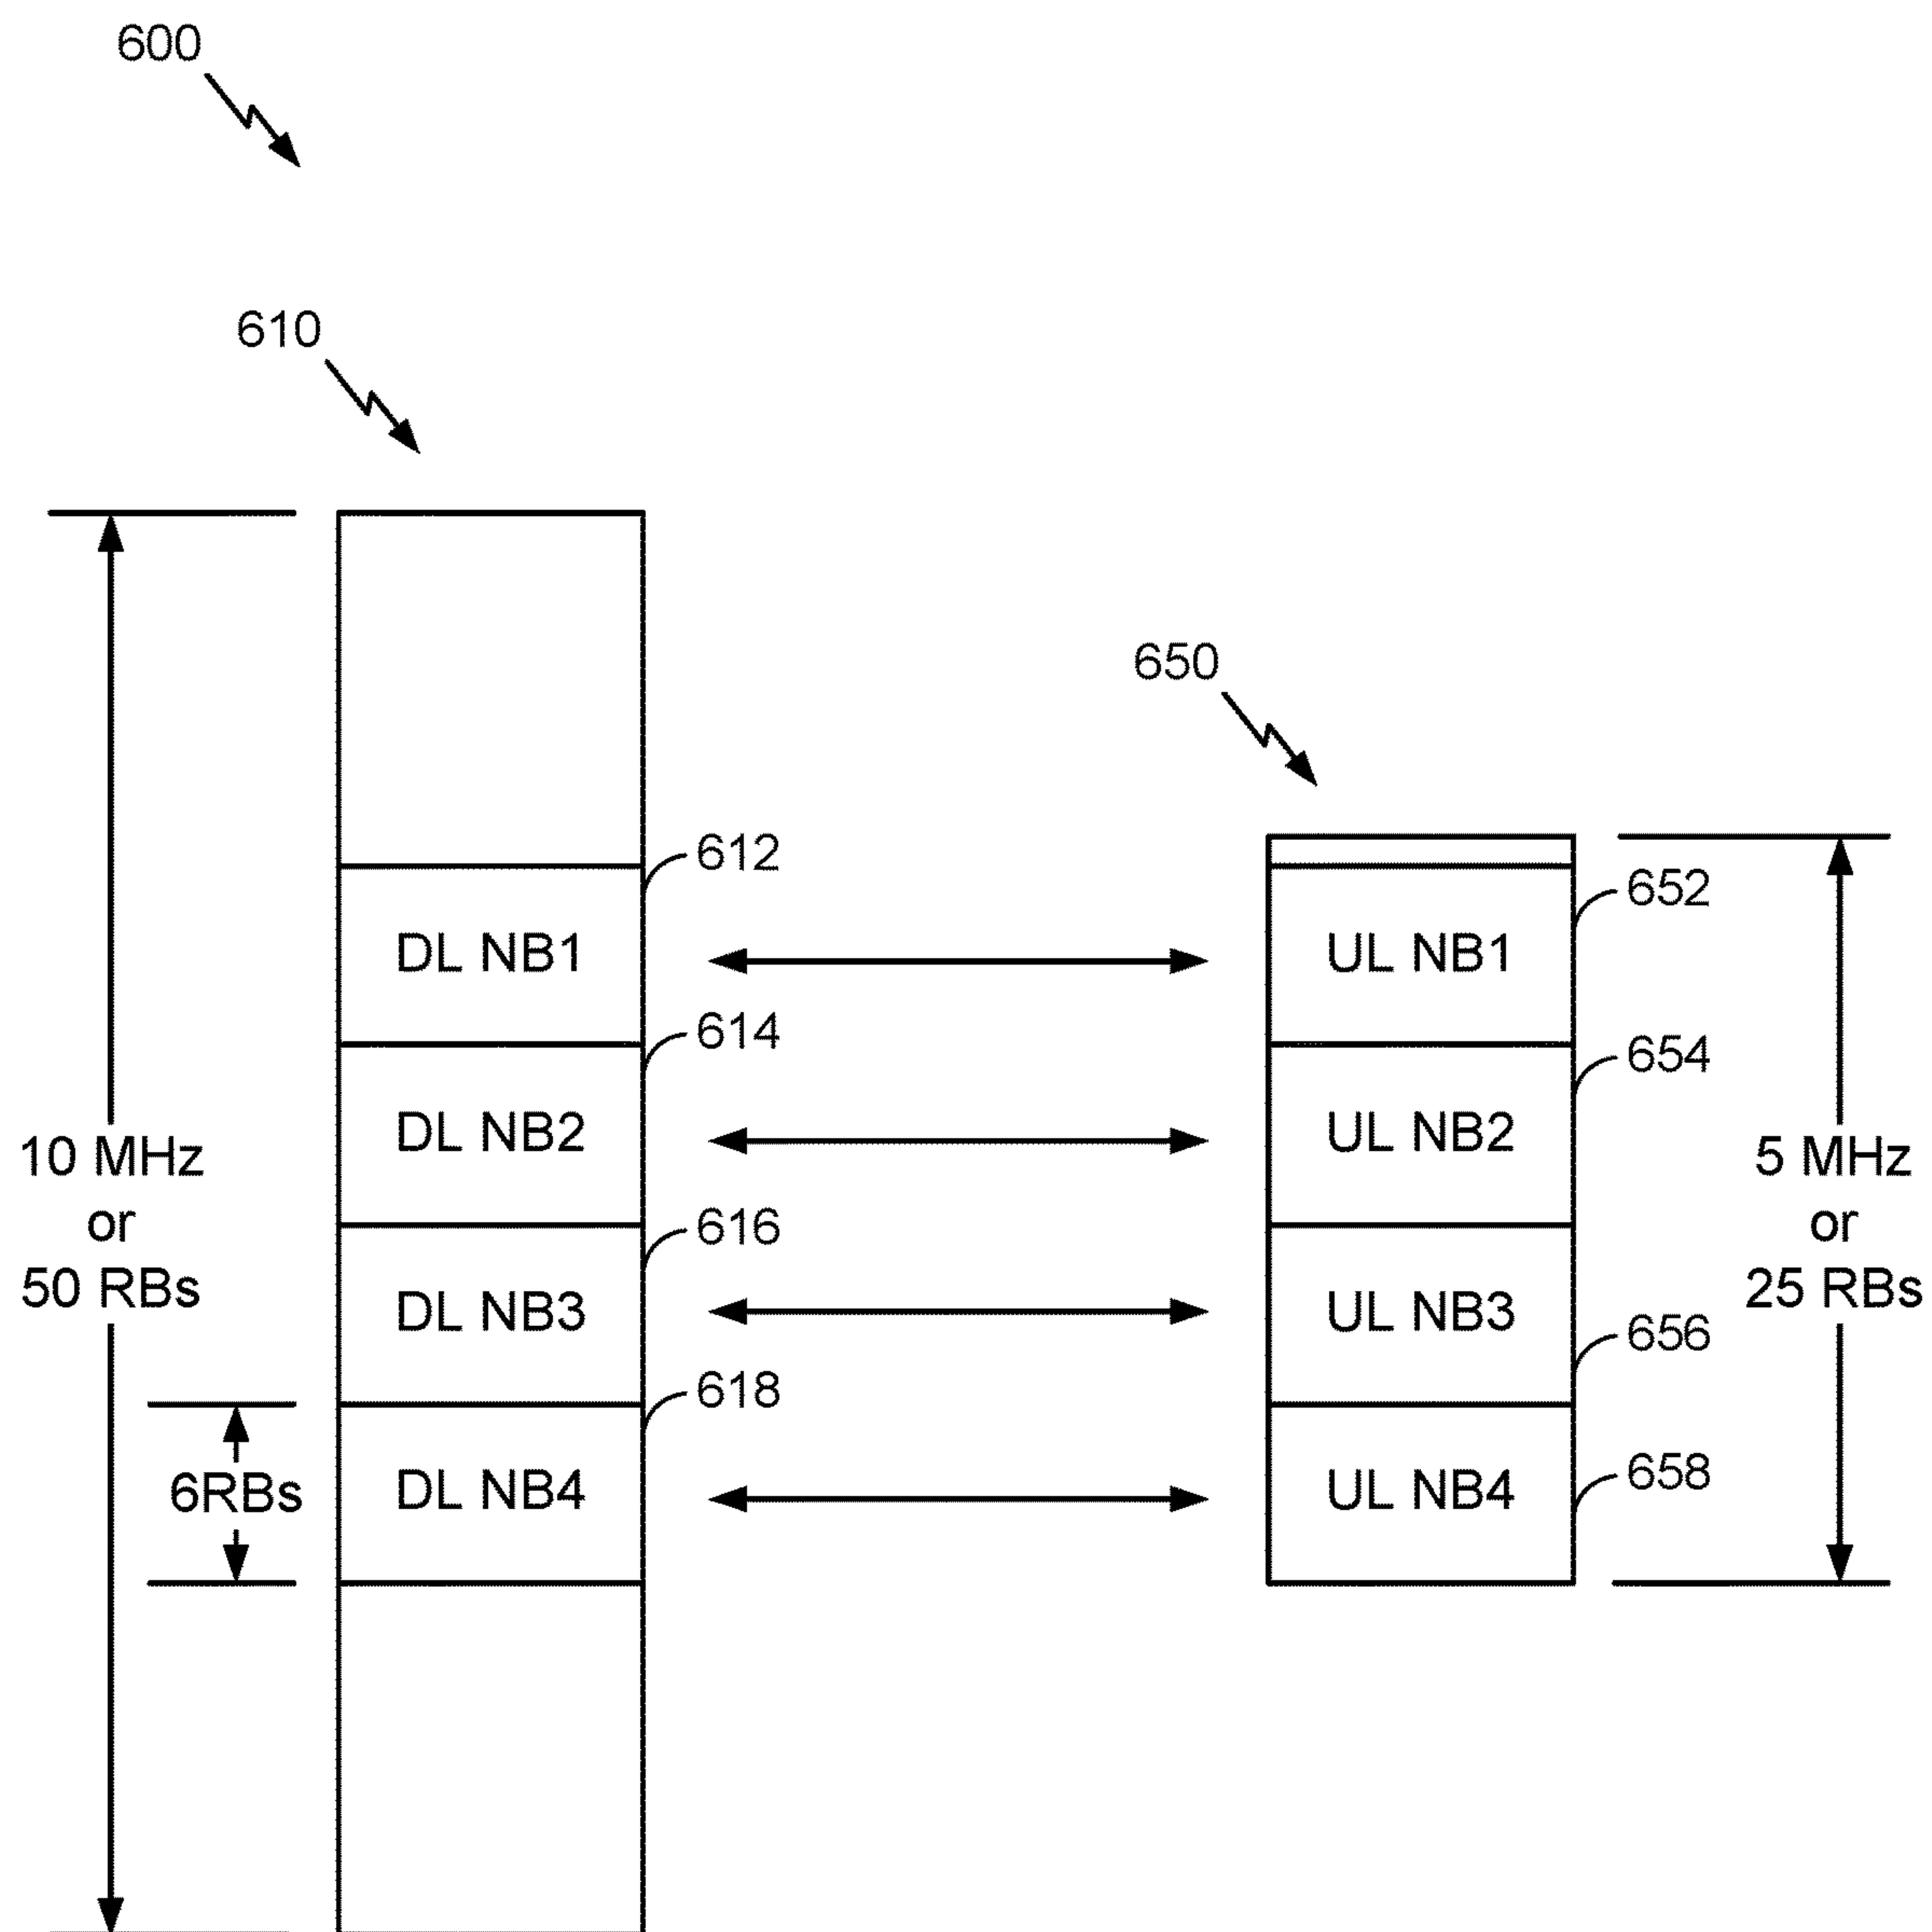 600
610
650
612
652
DL NB1
UL NB1
614
654
DL NB2
UL NB2
10 MHz
or
50 RBs
5 MHz
or
25 RBs
616
DL NB3
UL NB3
656
618
6RBs
DL NB4
UL NB4
658